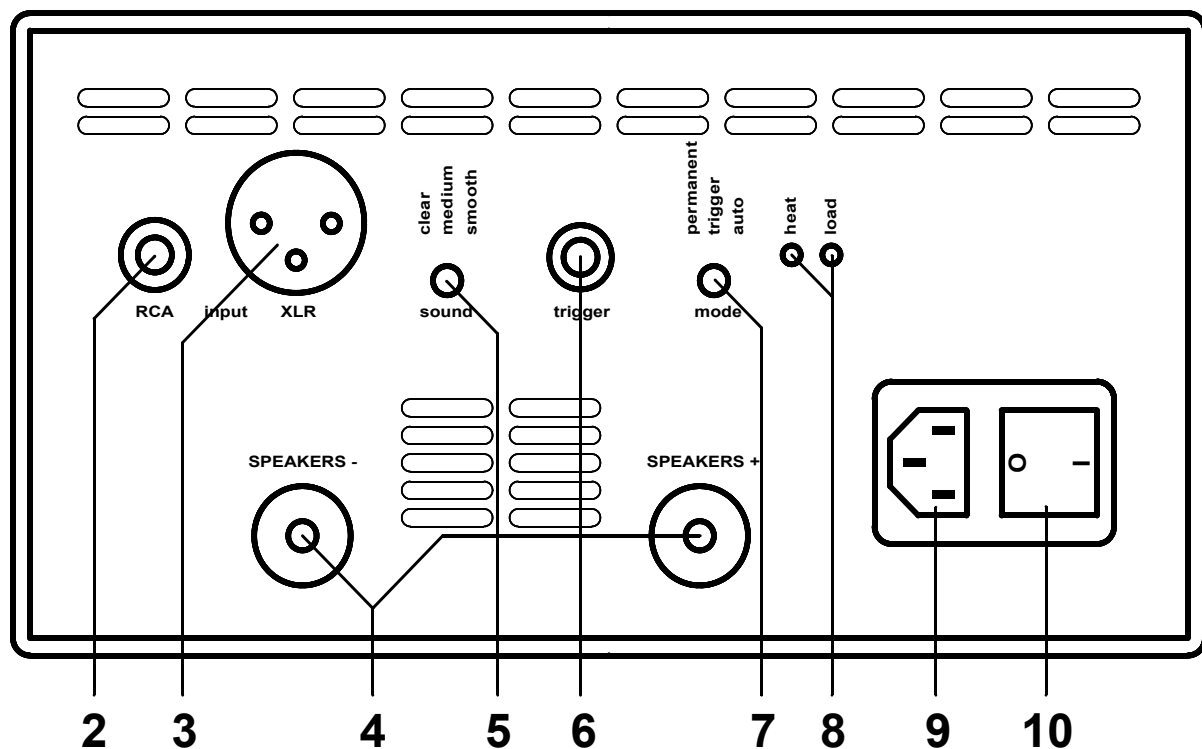 clear
medium
smooth
permanent
trigger
auto
heat
load
RCA input XLR
sound
trigger
mode
SPEAKERS -
SPEAKERS +
O I
2 3 4 5 6 7 8 9 10